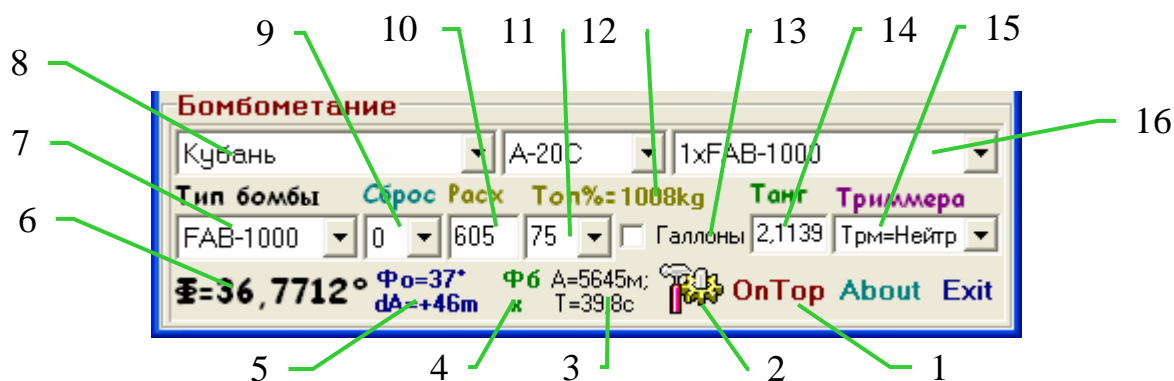 9 10 11 12 13 14 15
8
7
16
Бомбометание
Кубань A-20C 1xFAB-1000
Тип бомбы Сброс Расх Топ%=1008kg Танг Триммера
FAB-1000 0 605 75 Галлоны 2,1139 Трм=Нейтр
6
Ф=36,7712° Фо=37° Фб A=5645м; OnTop About Exit
dA=+46m к T=39,8с
5 4 3 2 1